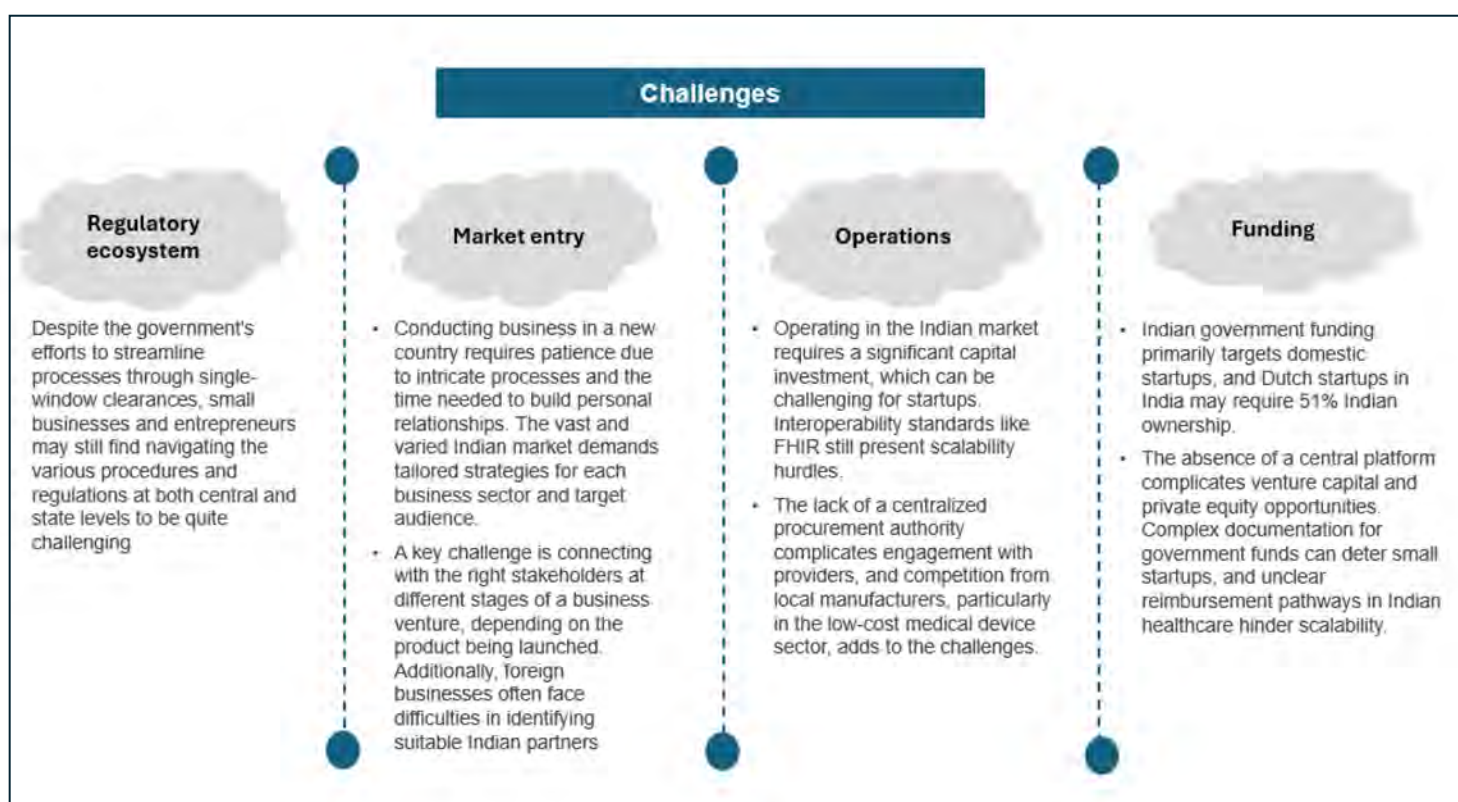 Challenges
Regulatory
ecosystem
Despite the government's
efforts to streamline
processes through single-
window clearances, small
businesses and entrepreneurs
may still find navigating the
various procedures and
regulations at both central and
state levels to be quite
challenging
Market entry
• Conducting business in a new
country requires patience due
to intricate processes and the
time needed to build personal
relationships. The vast and
varied Indian market demands
tailored strategies for each
business sector and target
audience.
• A key challenge is connecting
with the right stakeholders at
different stages of a business
venture, depending on the
product being launched.
Additionally, foreign
businesses often face
difficulties in identifying
suitable Indian partners
Operations
• Operating in the Indian market
requires a significant capital
investment, which can be
challenging for startups.
Interoperability standards like
FHIR still present scalability
hurdles.
• The lack of a centralized
procurement authority
complicates engagement with
providers, and competition from
local manufacturers, particularly
in the low-cost medical device
sector, adds to the challenges.
Funding
• Indian government funding
primarily targets domestic
startups, and Dutch startups in
India may require 51% Indian
ownership.
• The absence of a central platform
complicates venture capital and
private equity opportunities.
Complex documentation for
government funds can deter small
startups, and unclear
reimbursement pathways in Indian
healthcare hinder scalability.